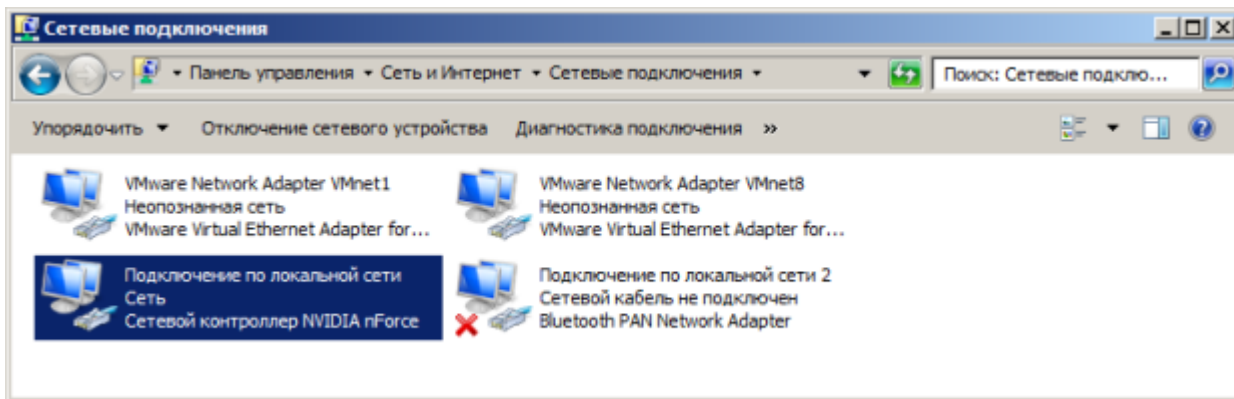 Сетевые подключения
Панель управления Сеть и Интернет Сетевые подключения Поиск: Сетевые подклю...
Упорядочить Отключение сетевого устройства Диагностика подключения »
VMware Network Adapter VMnet1
Неопознанная сеть
VMware Virtual Ethernet Adapter for...
VMware Network Adapter VMnet8
Неопознанная сеть
VMware Virtual Ethernet Adapter for...
Подключение по локальной сети
Сеть
Сетевой контроллер NVIDIA nForce
Подключение по локальной сети 2
Сетевой кабель не подключен
Bluetooth PAN Network Adapter